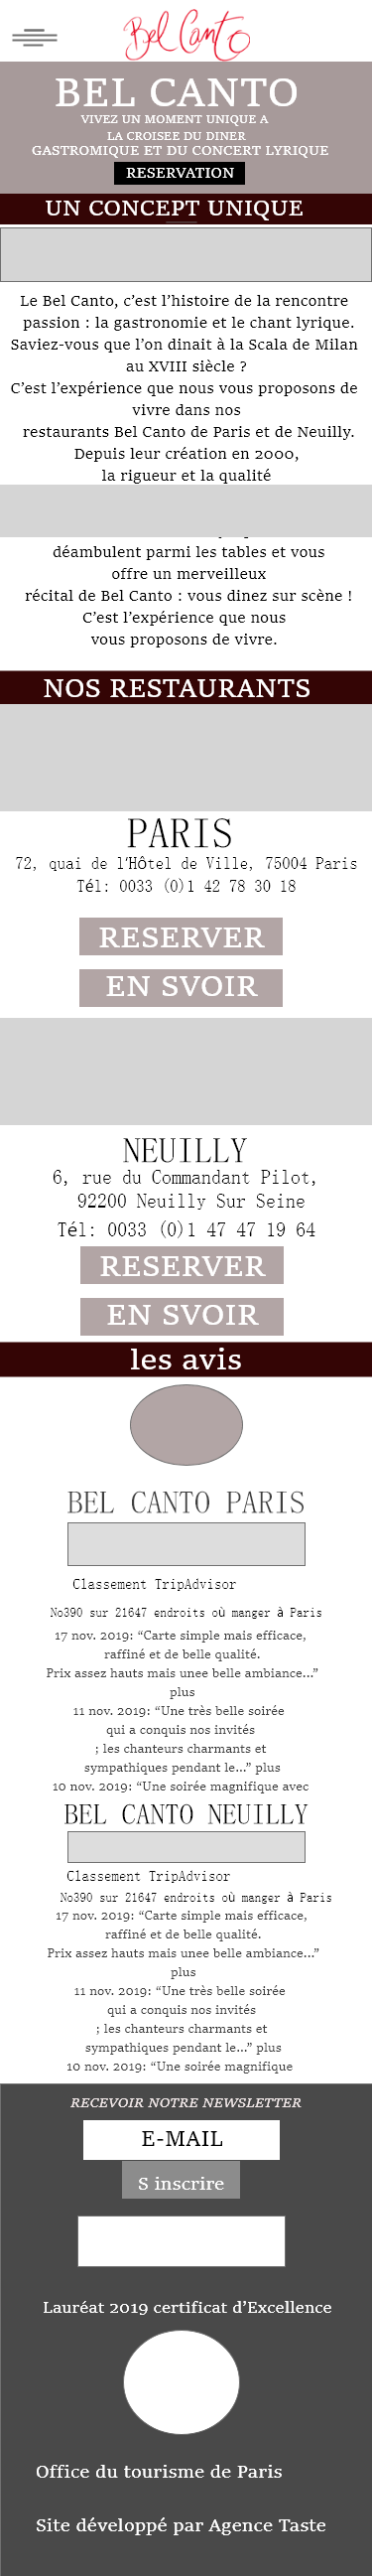 Bel Canto
BEL CANTO
VIVEZ UN MOMENT UNIQUE A
LA CROISEE DU DINER
GASTROMIQUE ET DU CONCERT LYRIQUE
RESERVATION
UN CONCEPT UNIQUE
Le Bel Canto, c’est l’histoire de la rencontre
passion : la gastronomie et le chant lyrique.
Saviez-vous que l’on dinait à la Scala de Milan
au XVIII siècle ?
C’est l’expérience que nous vous proposons de
vivre dans nos
restaurants Bel Canto de Paris et de Neuilly.
Depuis leur création en 2000,
la rigueur et la qualité
déambulent parmi les tables et vous
offre un merveilleux
récital de Bel Canto : vous dinez sur scène !
C’est l’expérience que nous
vous proposons de vivre.
NOS RESTAURANTS
PARIS
72, quai de l'Hôtel de Ville, 75004 Paris
Tél: 0033 (0)1 42 78 30 18
RESERVER
EN SVOIR
NEUILLY
6, rue du Commandant Pilot,
92200 Neuilly Sur Seine
Tél: 0033 (0)1 47 47 19 64
RESERVER
EN SVOIR
les avis
BEL CANTO PARIS
Classement TripAdvisor
No390 sur 21647 endroits où manger à Paris
17 nov. 2019: “Carte simple mais efficace,
raffiné et de belle qualité.
Prix assez hauts mais unee belle ambiance...”
plus
11 nov. 2019: “Une très belle soirée
qui a conquis nos invités
; les chanteurs charmants et
sympathiques pendant le...” plus
10 nov. 2019: “Une soirée magnifique avec
BEL CANTO NEUILLY
Classement TripAdvisor
No390 sur 21647 endroits où manger à Paris
17 nov. 2019: “Carte simple mais efficace,
raffiné et de belle qualité.
Prix assez hauts mais unee belle ambiance...”
plus
11 nov. 2019: “Une très belle soirée
qui a conquis nos invités
; les chanteurs charmants et
sympathiques pendant le...” plus
10 nov. 2019: “Une soirée magnifique
RECEVOIR NOTRE NEWSLETTER
E-MAIL
S inscrire
Lauréat 2019 certificat d’Excellence
Office du tourisme de Paris
Site développé par Agence Taste